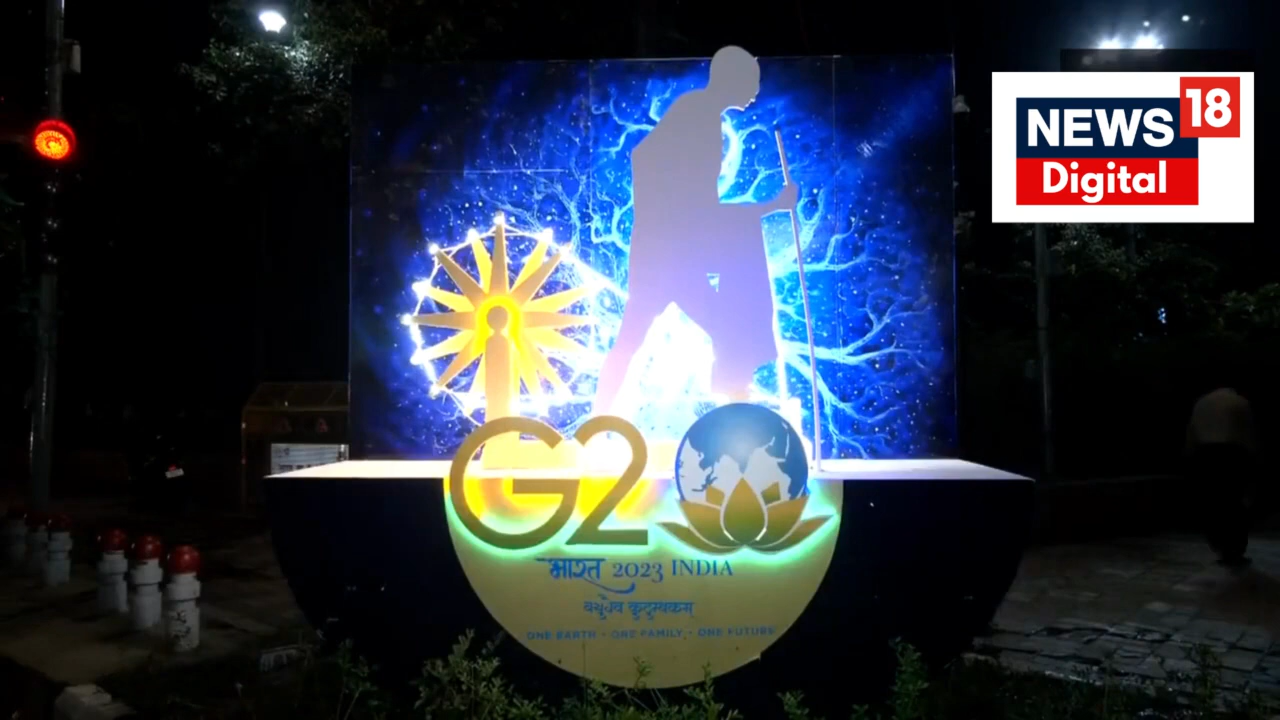 NEWS 18
Digital
G20
भारत 2023 INDIA
वसुधैव कुटुम्बकम्
ONE EARTH • ONE FAMILY • ONE FUTURE